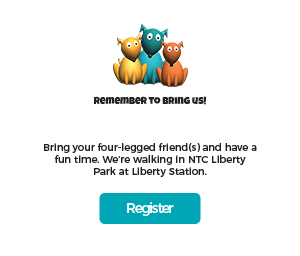 Remember to bring us!
Bring your four-legged friend(s) and have a
fun time. We're walking in NTC Liberty
Park at Liberty Station.
Register